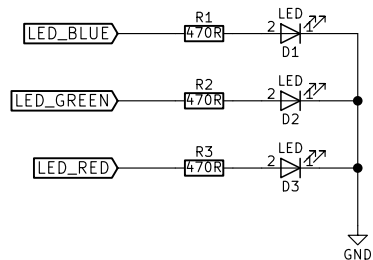 R1 LED
LED_BLUE 470R 2 1
D1
R2 LED
LED_GREEN 470R 2 1
D2
R3 LED
LED_RED 470R 2 1
D3
GND